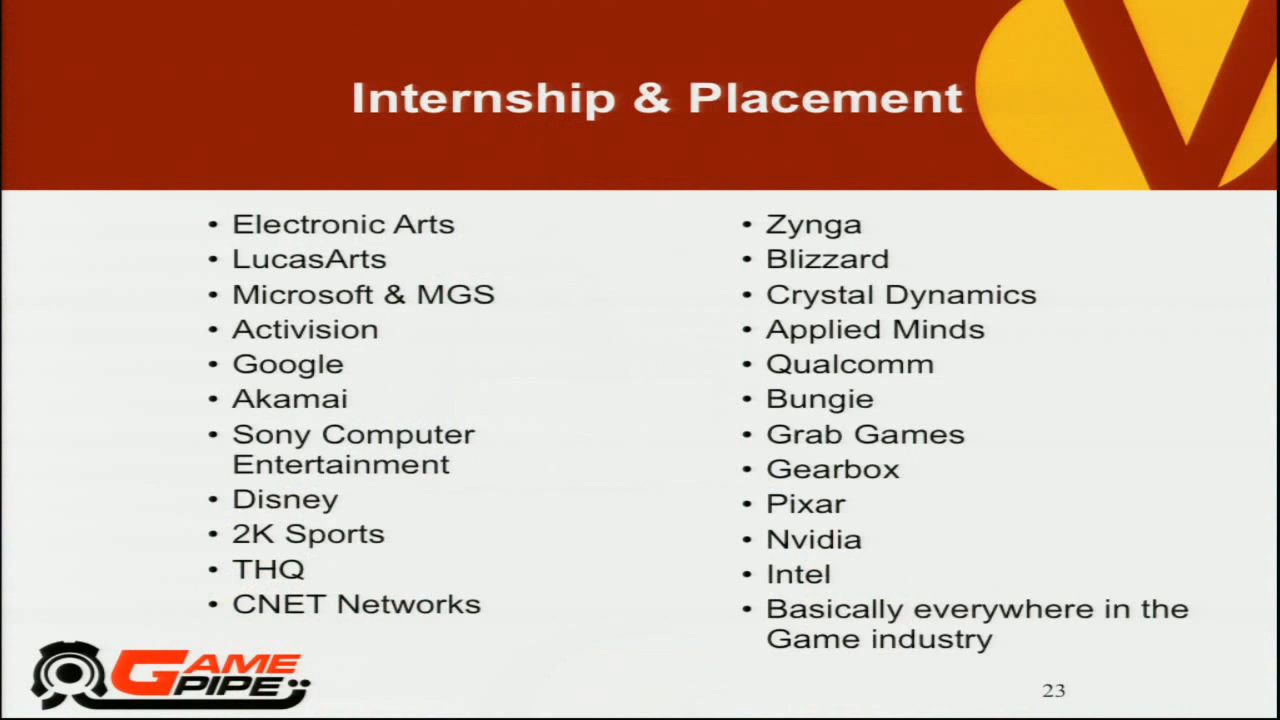 Internship & Placement
• Electronic Arts
• LucasArts
• Microsoft & MGS
• Activision
• Google
• Akamai
• Sony Computer
Entertainment
• Disney
• 2K Sports
• THQ
• CNET Networks
• Zynga
• Blizzard
• Crystal Dynamics
• Applied Minds
• Qualcomm
• Bungie
• Grab Games
• Gearbox
• Pixar
• Nvidia
• Intel
• Basically everywhere in the
Game industry
GAME
PIPE
23